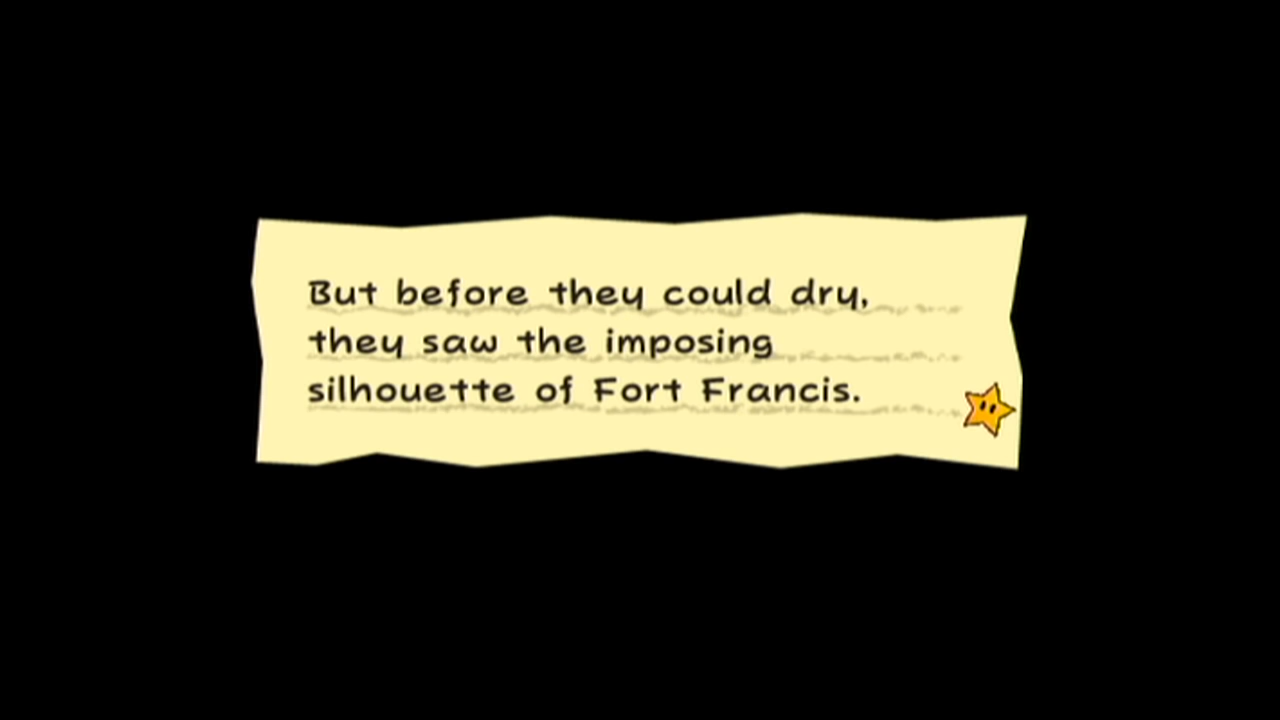 But before they could dry,
they saw the imposing
silhouette of Fort Francis.